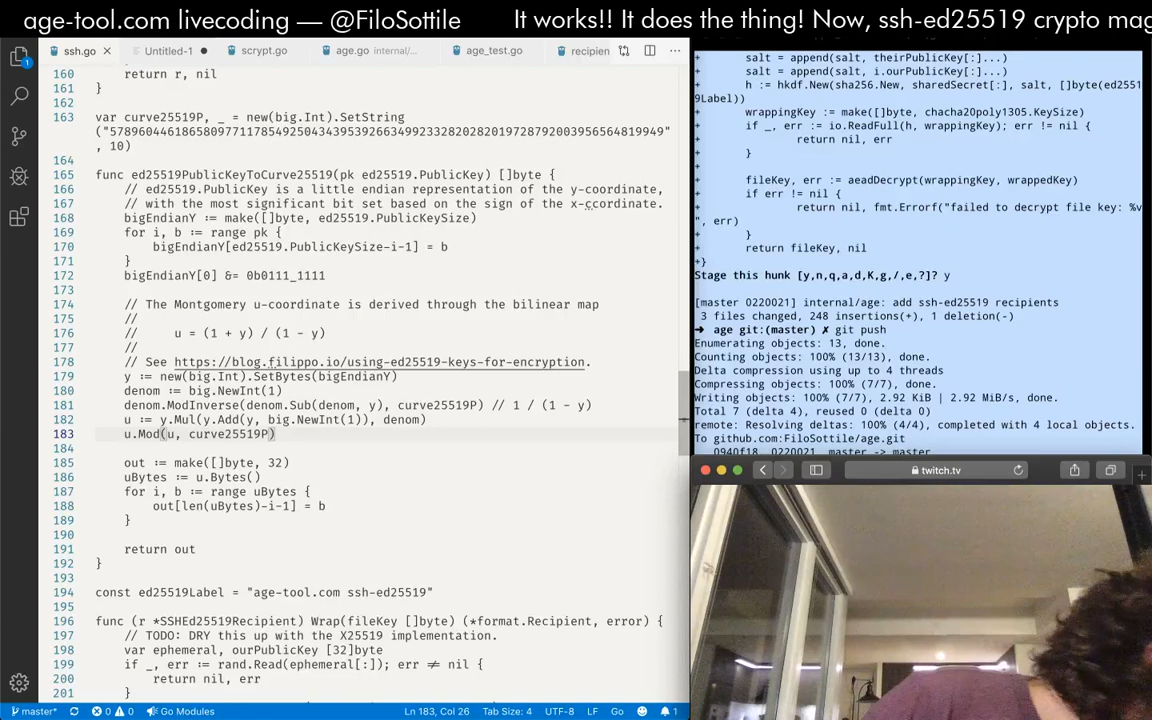 age-tool.com livecoding — @FiloSottile
It works!! It does the thing! Now, ssh-ed25519 crypto mag
ssh.go
Untitled-1
scrypt.go
age.go internal/...
age_test.go
recipien
160 return r, nil
161 }
162
163 var curve25519P, _ = new(big.Int).SetString
("57896044618658097711785492504343953926634992332820282019728792003956564819949"
, 10)
164
165 func ed25519PublicKeyToCurve25519(pk ed25519.PublicKey) []byte {
166 // ed25519.PublicKey is a little endian representation of the y-coordinate,
167 // with the most significant bit set based on the sign of the x-ccordinate.
168 bigEndianY := make([]byte, ed25519.PublicKeySize)
169 for i, b := range pk {
170 bigEndianY[ed25519.PublicKeySize-i-1] = b
171 }
172 bigEndianY[0] &= 0b0111_1111
173
174 // The Montgomery u-coordinate is derived through the bilinear map
175 //
176 // u = (1 + y) / (1 - y)
177 //
178 // See https://blog.filippo.io/using-ed25519-keys-for-encryption.
179 y := new(big.Int).SetBytes(bigEndianY)
180 denom := big.NewInt(1)
181 denom.ModInverse(denom.Sub(denom, y), curve25519P) // 1 / (1 - y)
182 u := y.Mul(y.Add(y, big.NewInt(1)), denom)
183 u.Mod(u, curve25519P)
184
185 out := make([]byte, 32)
186 uBytes := u.Bytes()
187 for i, b := range uBytes {
188 out[len(uBytes)-i-1] = b
189 }
190
191 return out
192 }
193
194 const ed25519Label = "age-tool.com ssh-ed25519"
195
196 func (r *SSHEd25519Recipient) Wrap(fileKey []byte) (*format.Recipient, error) {
197 // TODO: DRY this up with the X25519 implementation.
198 var ephemeral, ourPublicKey [32]byte
199 if _, err := rand.Read(ephemeral[:]); err ≠ nil {
200 return nil, err
201 }
master*
0
0
Go Modules
Ln 183, Col 26
Tab Size: 4
UTF-8
LF
Go
1
+ salt = append(salt, theirPublicKey[:]...)
+ salt = append(salt, i.ourPublicKey[:]...)
+ h := hkdf.New(sha256.New, sharedSecret[:], salt, []byte(ed2551
9Label))
+ wrappingKey := make([]byte, chacha20poly1305.KeySize)
+ if _, err := io.ReadFull(h, wrappingKey); err != nil {
+ return nil, err
+ }
+
+ fileKey, err := aeadDecrypt(wrappingKey, wrappedKey)
+ if err != nil {
+ return nil, fmt.Errorf("failed to decrypt file key: %v
", err)
+ }
+ return fileKey, nil
+}
Stage this hunk [y,n,q,a,d,K,g,/,e,?]? y
[master 0220021] internal/age: add ssh-ed25519 recipients
3 files changed, 248 insertions(+), 1 deletion(-)
➜ age git:(master) ✗ git push
Enumerating objects: 13, done.
Counting objects: 100% (13/13), done.
Delta compression using up to 4 threads
Compressing objects: 100% (7/7), done.
Writing objects: 100% (7/7), 2.92 KiB | 2.92 MiB/s, done.
Total 7 (delta 4), reused 0 (delta 0)
remote: Resolving deltas: 100% (4/4), completed with 4 local objects.
To github.com:FiloSottile/age.git
0940f18..0220021 master -> master
twitch.tv